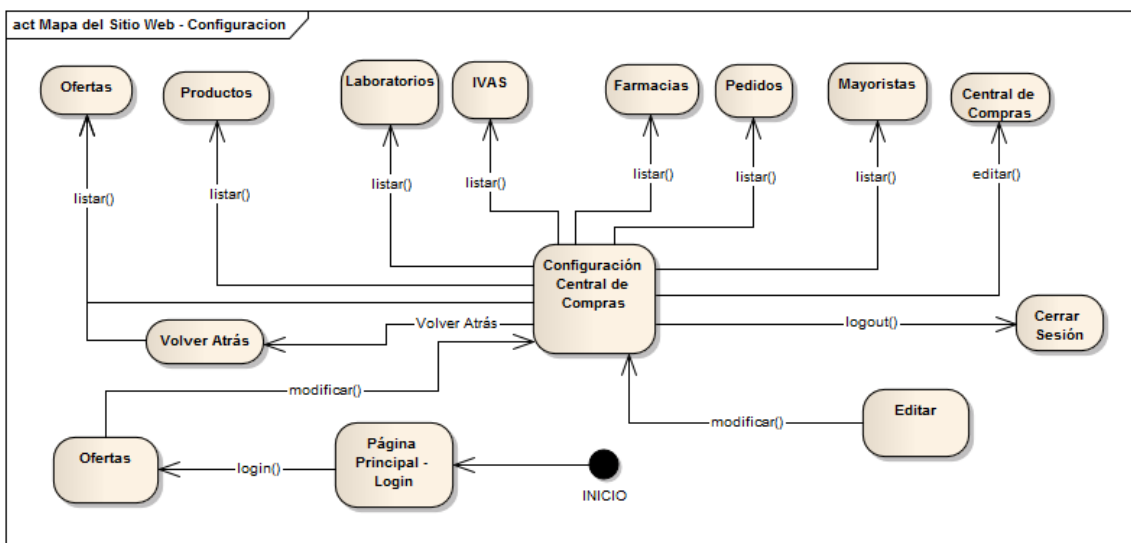 act Mapa del Sitio Web - Configuracion
Ofertas
Productos
Laboratorios
IVAS
Farmacias
Pedidos
Mayoristas
Central de
Compras
listar()
listar()
listar()
listar()
listar()
listar()
listar()
editar()
Configuración
Central de
Compras
Volver Atrás
Volver Atrás
logout()
Cerrar
Sesión
modificar()
modificar()
Editar
Ofertas
login()
Página
Principal -
Login
INICIO